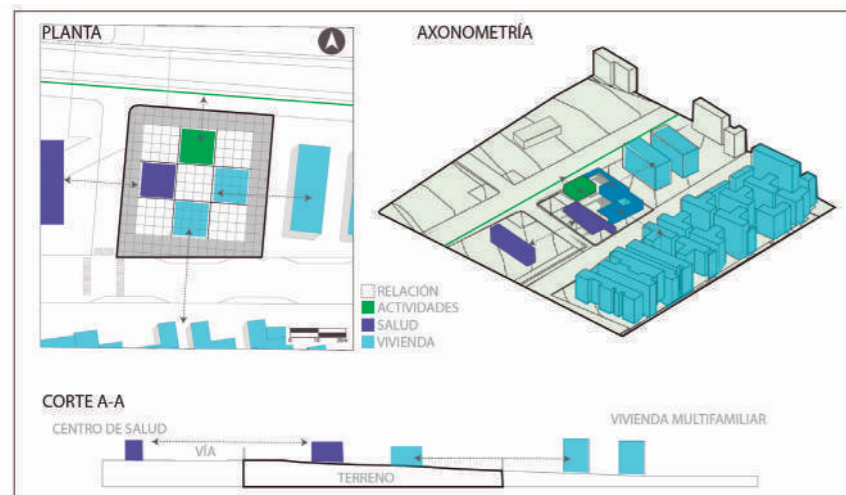 PLANTA
AXONOMETRÍA
RELACIÓN
ACTIVIDADES
SALUD
VIVIENDA
CORTE A-A
CENTRO DE SALUD
VÍA
TERRENO
VIVIENDA MULTIFAMILIAR